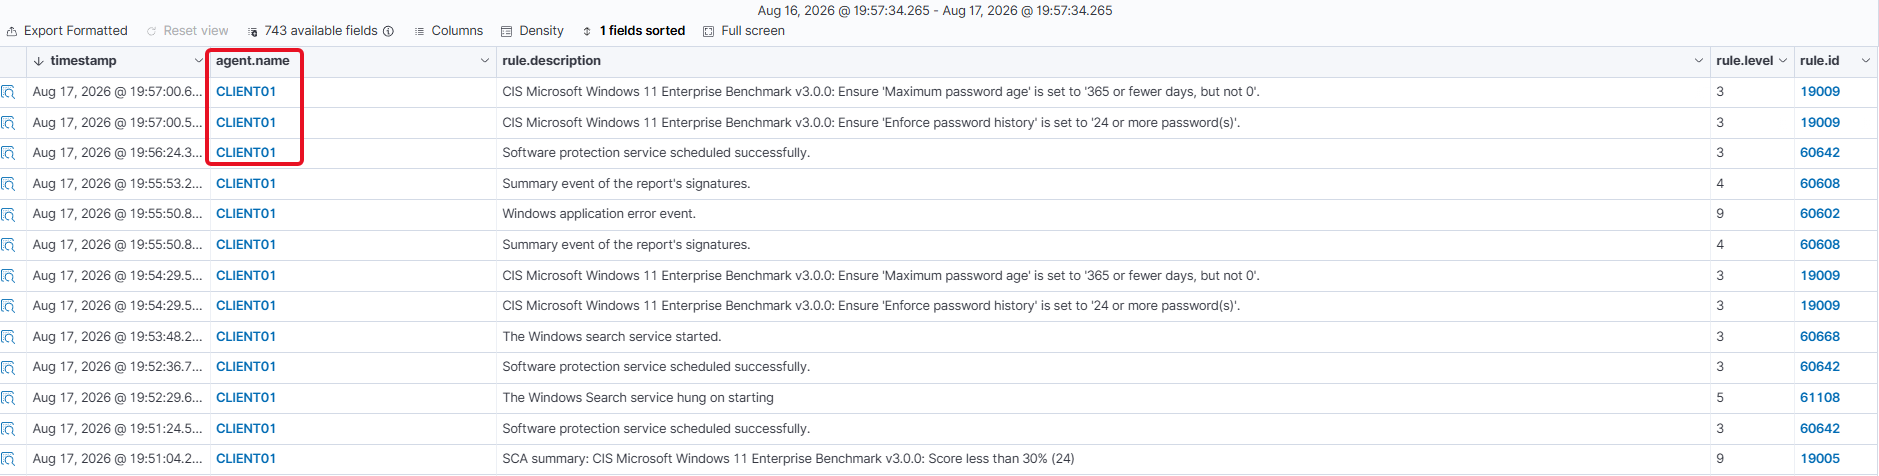 Aug 16, 2026 @ 19:57:34.265 - Aug 17, 2026 @ 19:57:34.265
Export Formatted Reset view 743 available fields Columns Density 1 fields sorted Full screen
timestamp agent.name rule.description rule.level rule.id
Aug 17, 2026 @ 19:57:00.6... CLIENT01 CIS Microsoft Windows 11 Enterprise Benchmark v3.0.0: Ensure 'Maximum password age' is set to '365 or fewer days, but not 0'. 3 19009
Aug 17, 2026 @ 19:57:00.5... CLIENT01 CIS Microsoft Windows 11 Enterprise Benchmark v3.0.0: Ensure 'Enforce password history' is set to '24 or more password(s)'. 3 19009
Aug 17, 2026 @ 19:56:24.3... CLIENT01 Software protection service scheduled successfully. 3 60642
Aug 17, 2026 @ 19:55:53.2... CLIENT01 Summary event of the report's signatures. 4 60608
Aug 17, 2026 @ 19:55:50.8... CLIENT01 Windows application error event. 9 60602
Aug 17, 2026 @ 19:55:50.8... CLIENT01 Summary event of the report's signatures. 4 60608
Aug 17, 2026 @ 19:54:29.5... CLIENT01 CIS Microsoft Windows 11 Enterprise Benchmark v3.0.0: Ensure 'Maximum password age' is set to '365 or fewer days, but not 0'. 3 19009
Aug 17, 2026 @ 19:54:29.5... CLIENT01 CIS Microsoft Windows 11 Enterprise Benchmark v3.0.0: Ensure 'Enforce password history' is set to '24 or more password(s)'. 3 19009
Aug 17, 2026 @ 19:53:48.2... CLIENT01 The Windows search service started. 3 60668
Aug 17, 2026 @ 19:52:36.7... CLIENT01 Software protection service scheduled successfully. 3 60642
Aug 17, 2026 @ 19:52:29.6... CLIENT01 The Windows Search service hung on starting 5 61108
Aug 17, 2026 @ 19:51:24.5... CLIENT01 Software protection service scheduled successfully. 3 60642
Aug 17, 2026 @ 19:51:04.2... CLIENT01 SCA summary: CIS Microsoft Windows 11 Enterprise Benchmark v3.0.0: Score less than 30% (24) 9 19005